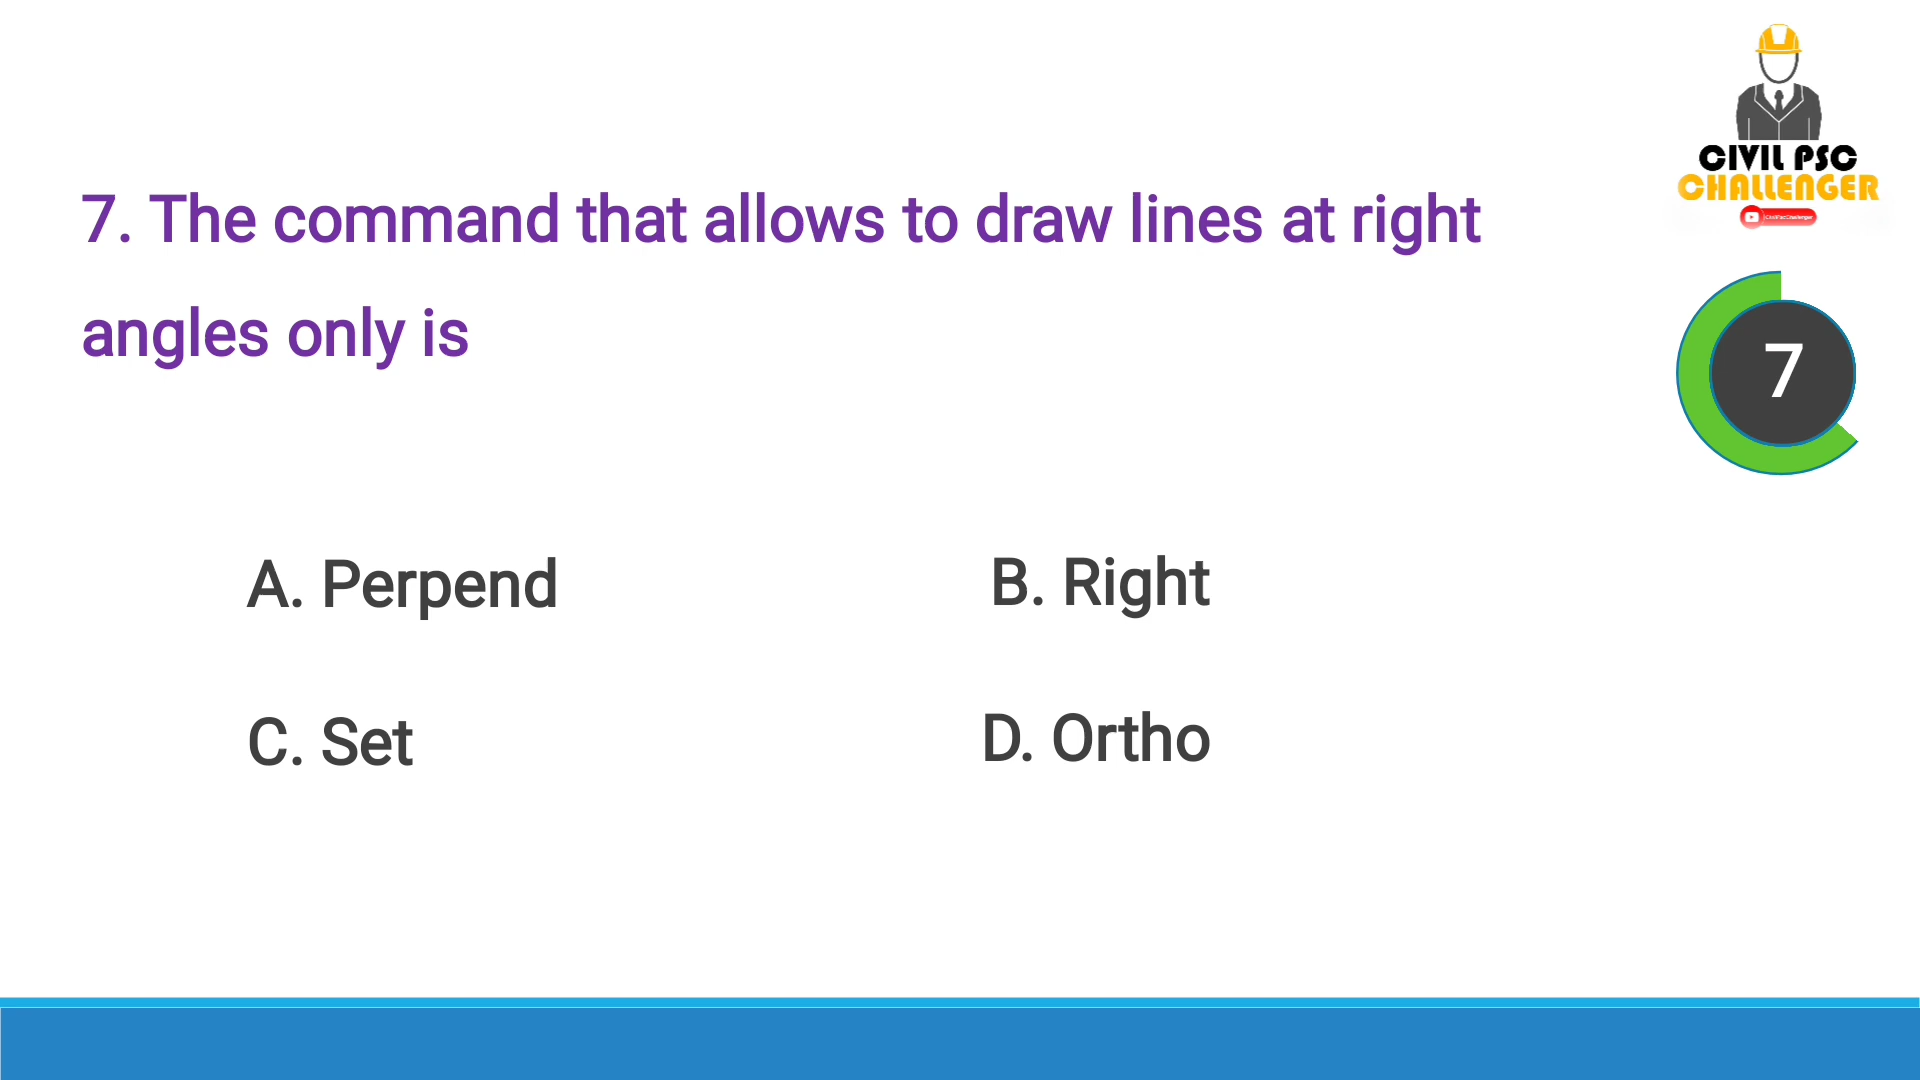 CIVIL PSC
CHALLENGER
7. The command that allows to draw lines at right
angles only is
7
A. Perpend
B. Right
C. Set
D. Ortho